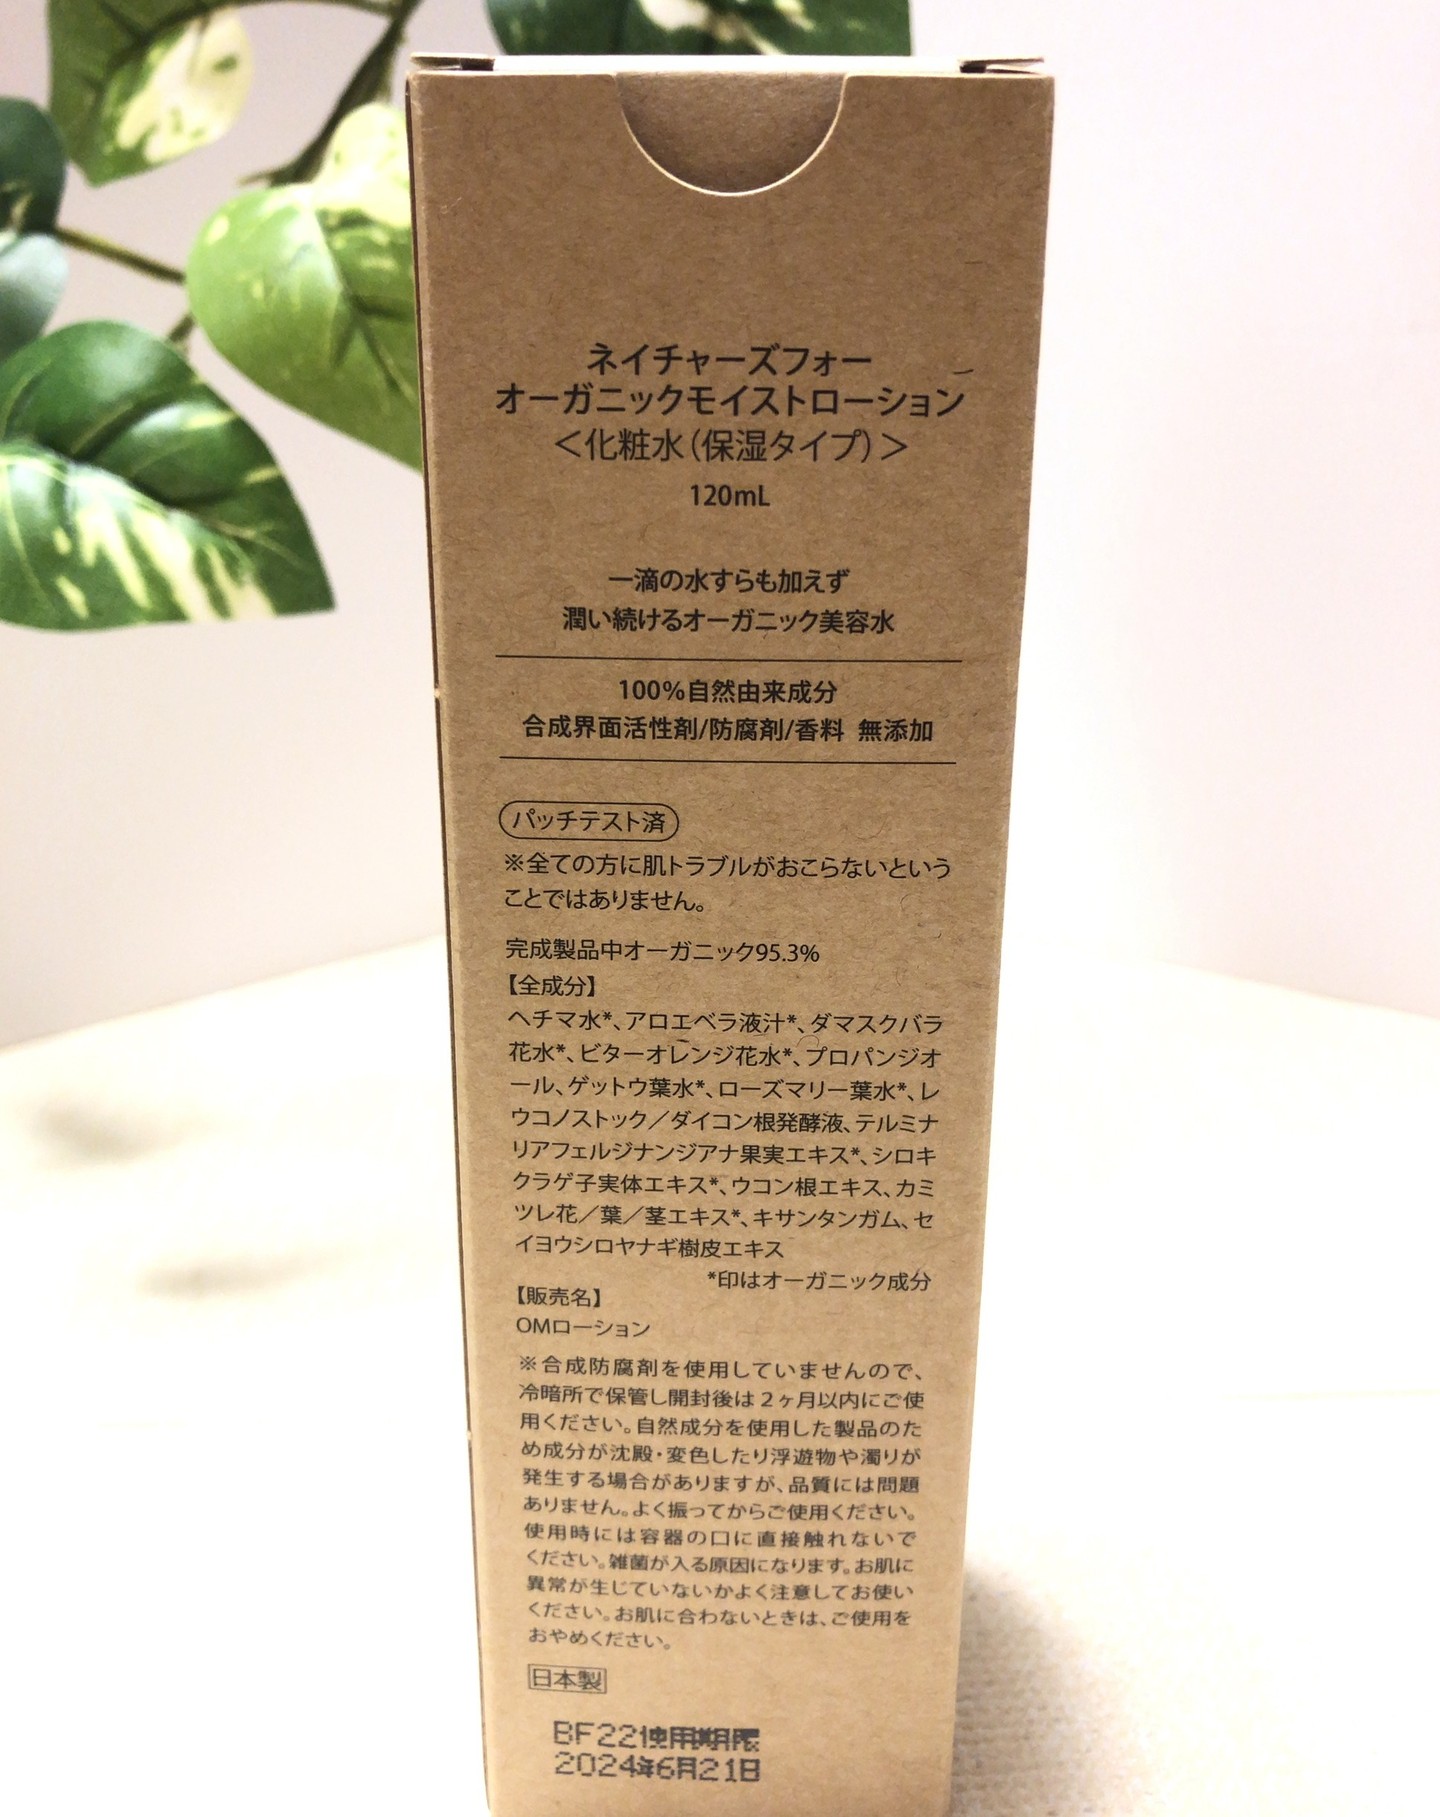 ネイチャーズフォー
オーガニックモイストローション
＜化粧水（保湿タイプ）＞
120mL
一滴の水すらも加えず
潤い続けるオーガニック美容水
100%自然由来成分
合成界面活性剤/防腐剤/香料 無添加
パッチテスト済
※全ての方に肌トラブルがおこらないという
ことではありません。
完成製品中オーガニック95.3%
【全成分】
ヘチマ水*、アロエベラ液汁*、ダマスクバラ
花水*、ビターオレンジ花水*、プロパンジオ
ール、ゲットウ葉水*、ローズマリー葉水*、レ
ウコノストック／ダイコン根発酵液、テルミナ
リアフェルジナンジアナ果実エキス*、シロキ
クラゲ子実体エキス*、ウコン根エキス、カミ
ツレ花／葉／茎エキス*、キサンタンガム、セ
イヨウシロヤナギ樹皮エキス
*印はオーガニック成分
【販売名】
OMローション
※合成防腐剤を使用していませんので、
冷暗所で保管し開封後は2ヶ月以内にご使
用ください。自然成分を使用した製品のた
め成分が沈殿・変色したり浮遊物や濁りが
発生する場合がありますが、品質には問題
ありません。よく振ってからご使用ください。
使用時には容器の口に直接触れないで
ください。雑菌が入る原因になります。お肌に
異常が生じていないかよく注意してお使い
ください。お肌に合わないときは、ご使用を
おやめください。
日本製
BF22使用期限
2024年6月21日